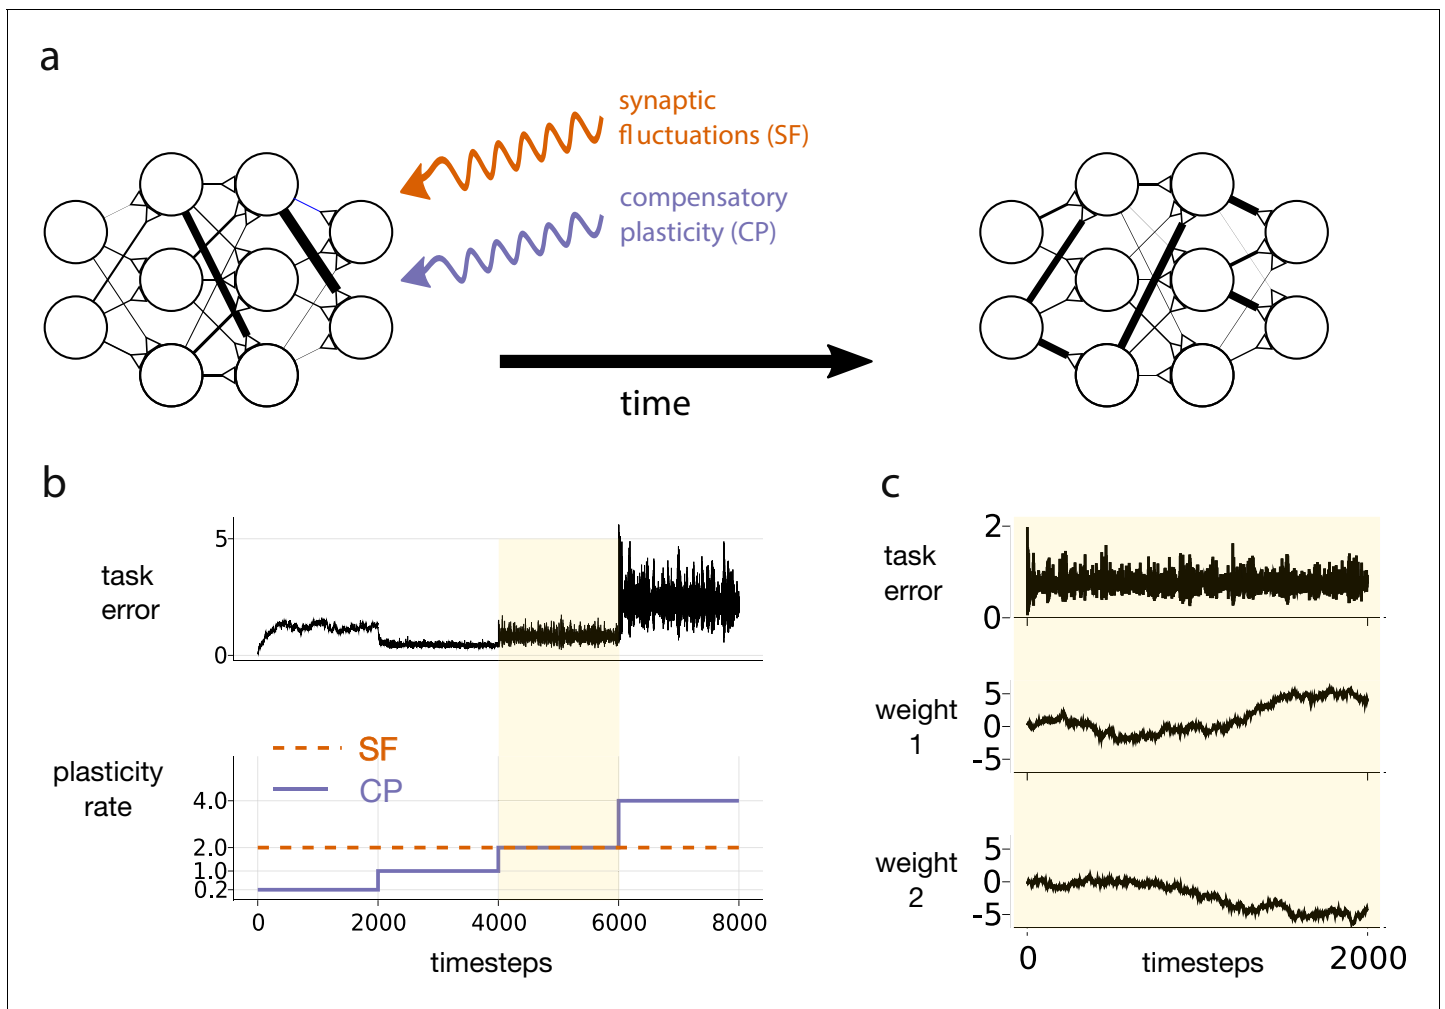 a
synaptic
fluctuations (SF)
compensatory
plasticity (CP)
time
b
task
error
5
0
plasticity
rate
SF
CP
4.0
2.0
1.0
0.2
0 2000 4000 6000 8000
timesteps
c
task
error
2
0
weight
1
5
0
-5
weight
2
5
0
-5
0 timesteps 2000